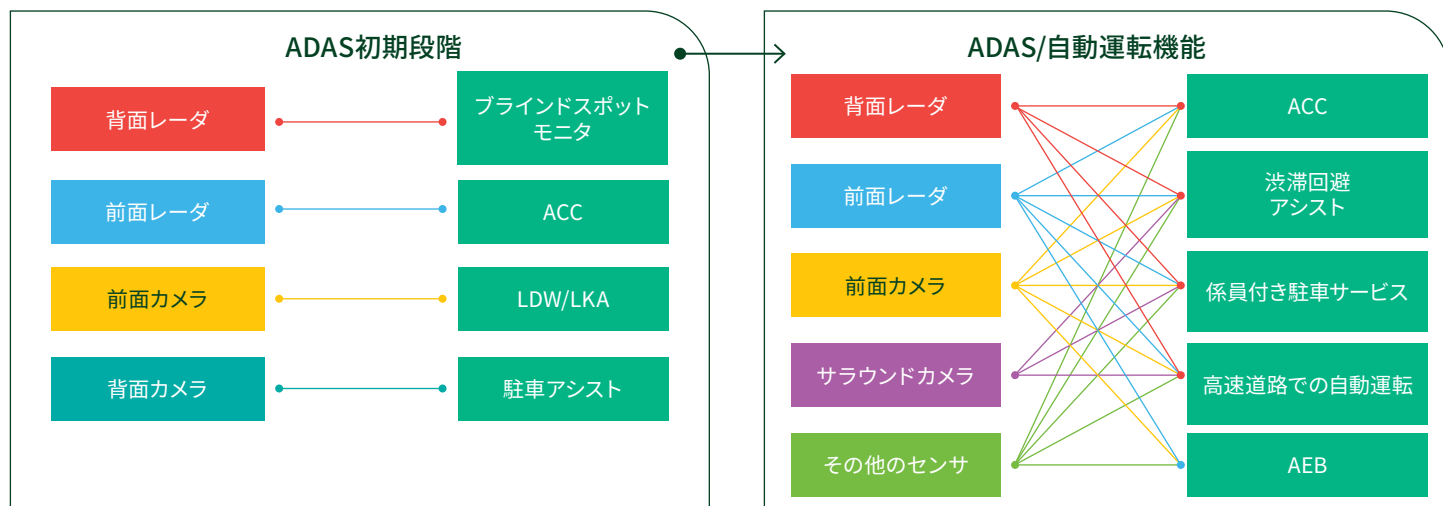 ADAS初期段階
背面レーダ
ブラインドスポット
モニタ
前面レーダ
ACC
前面カメラ
LDW/LKA
背面カメラ
駐車アシスト
ADAS/自動運転機能
背面レーダ
ACC
前面レーダ
渋滞回避
アシスト
前面カメラ
係員付き駐車サービス
サラウンドカメラ
高速道路での自動運転
その他のセンサ
AEB